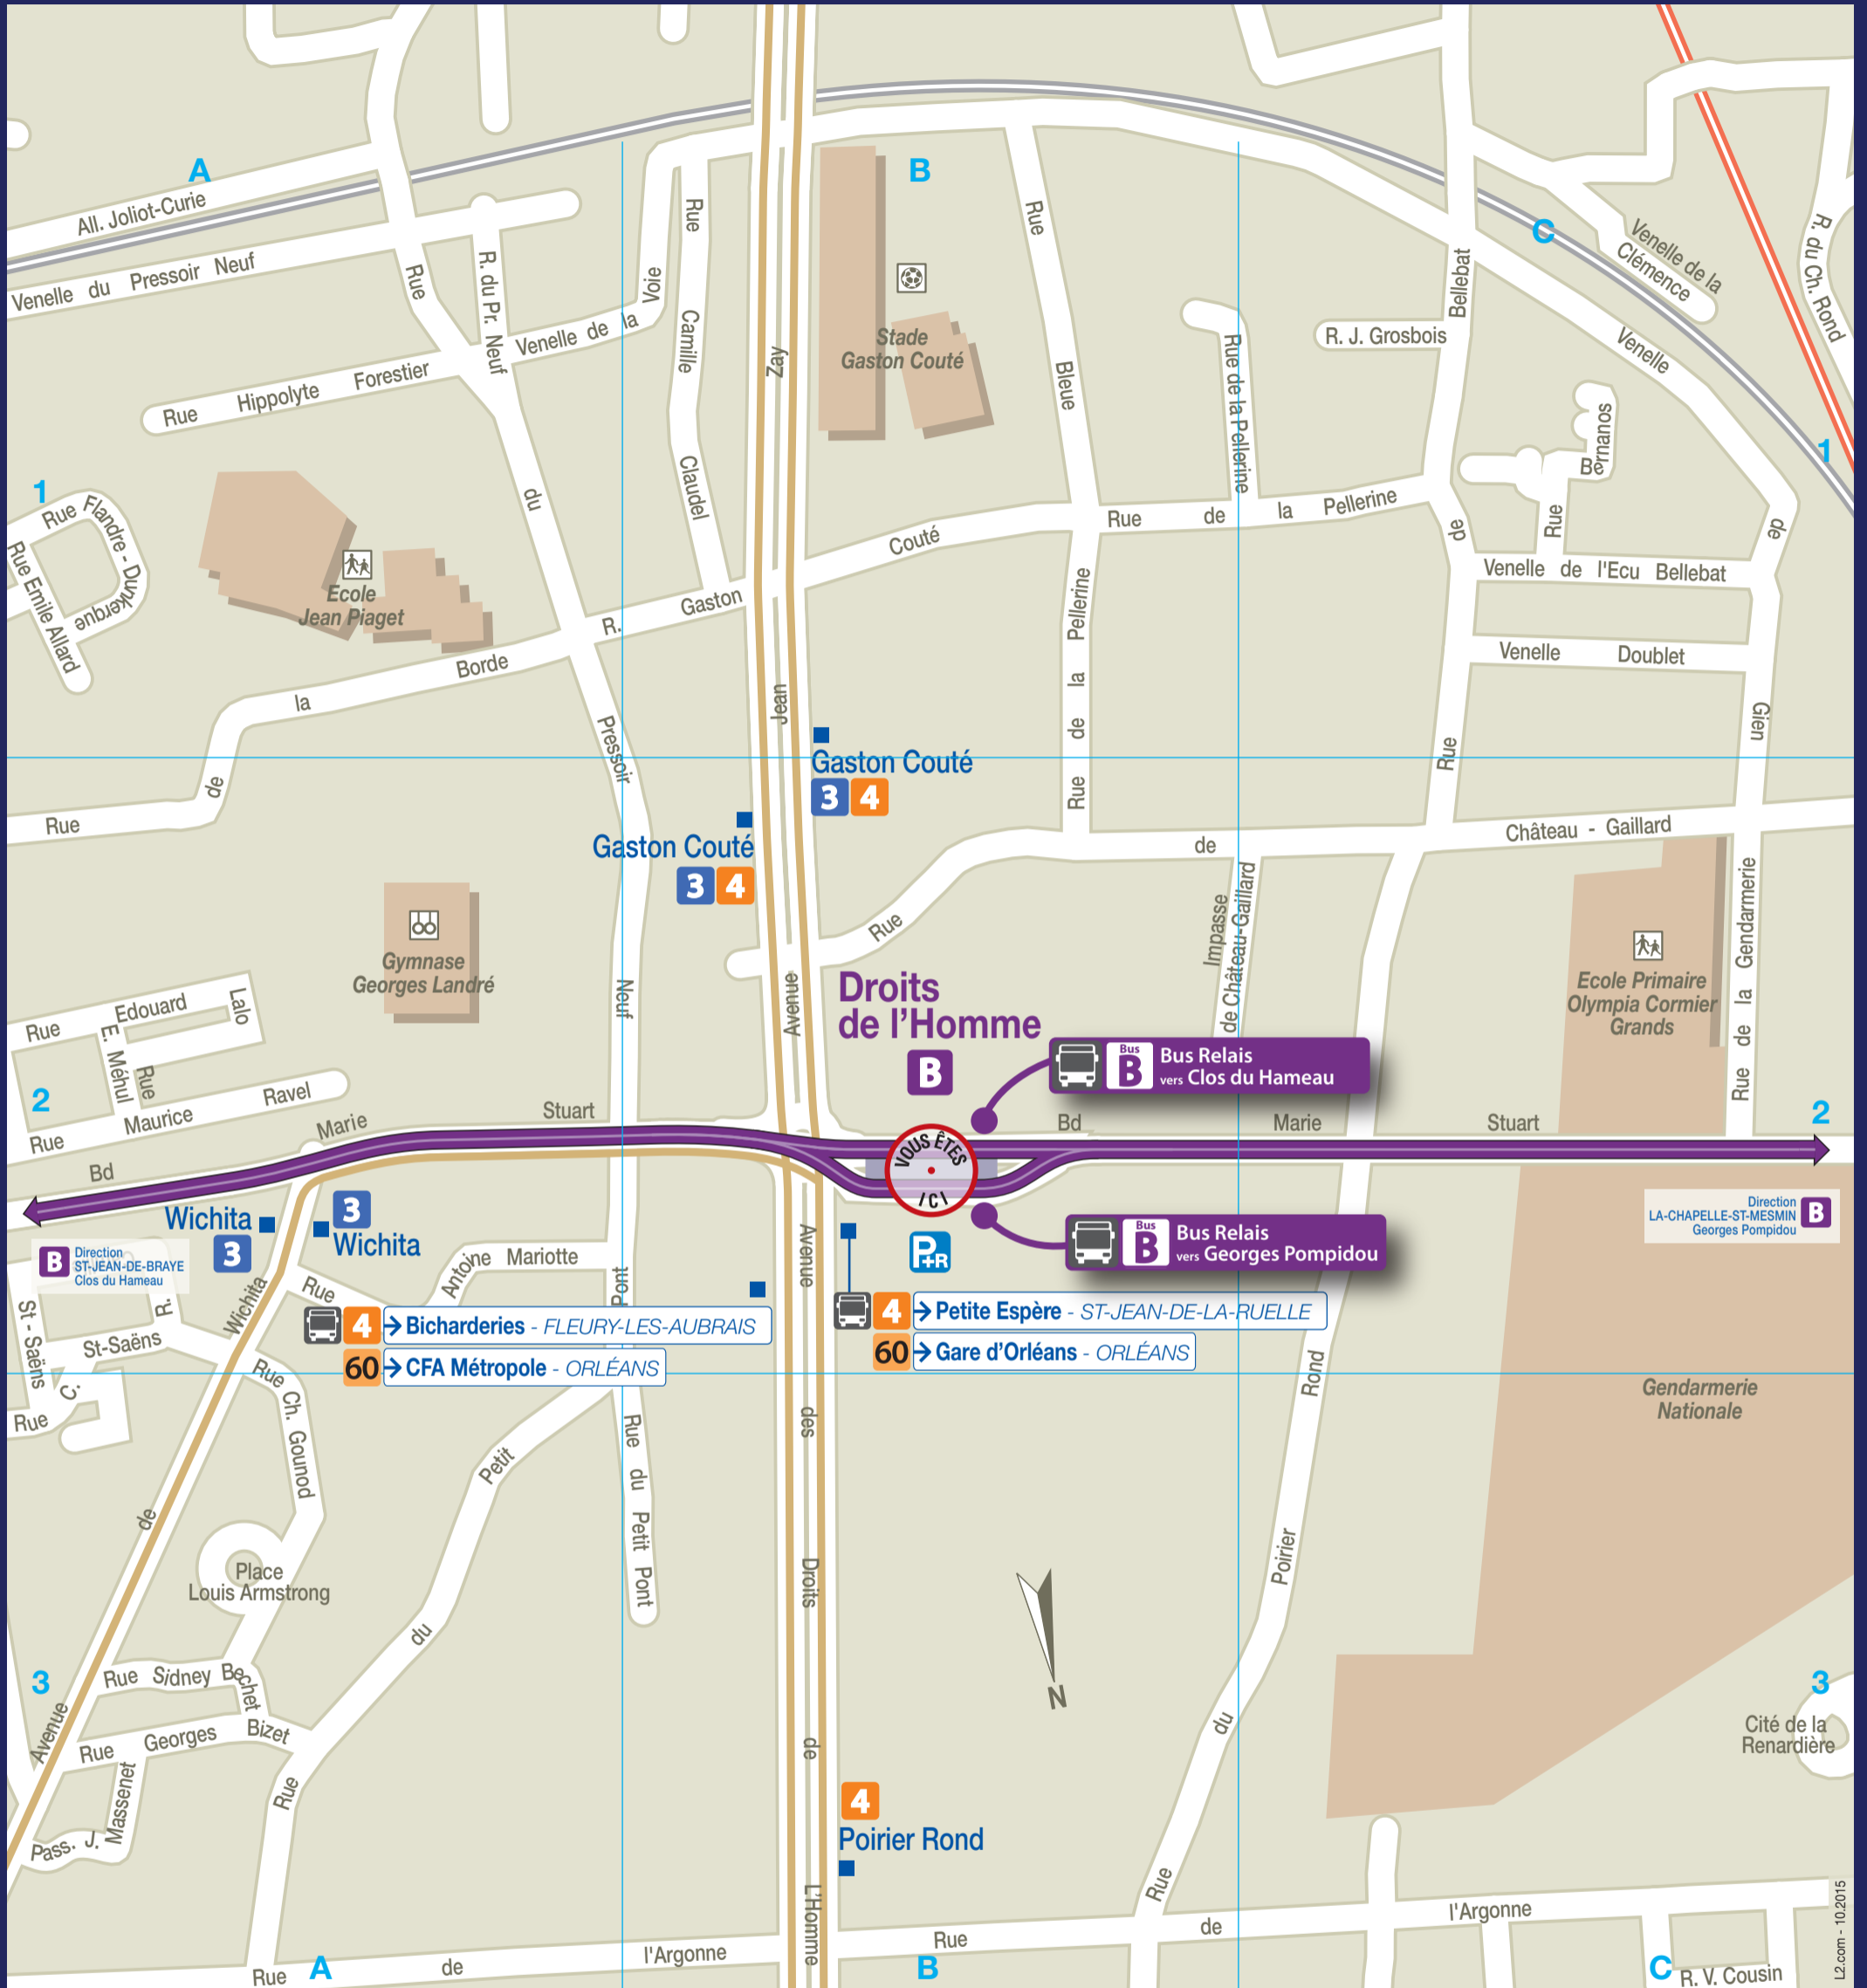 A
B
C
All. Joliot-Curie
Venelle du Pressoir Neuf
Rue
R. du Pr. Neuf
Venelle de la Voie
Rue Camille Claudel
Zay
Stade
Gaston Couté
Rue Bleue
Bellebat
Venelle de la
Clémence
R. du Ch. Rond
R. J. Grosbois
Rue de la Pellerine
Venelle
Rue Hippolyte Forestier
1
1
Rue Bernanos
Rue Flandre - Dunkerque
Rue Emile Allard
Ecole
Jean Piaget
du
R. Gaston Couté
Rue de la Pellerine
de
de
Venelle de l'Ecu Bellebat
Venelle Doublet
Gien
Rue de la Borde
Pressoir
Jean
Rue de la Pellerine
Rue
Gaston Couté
3 4
Gaston Couté
3 4
Rue de Château - Gaillard
Impasse
de Château-Gaillard
Gymnase
Georges Landré
Neuf
Avenue
Ecole Primaire
Olympia Cormier
Grands
Rue de la Gendarmerie
Rue Edouard Lalo
E. Méhul
Rue
Rue Maurice Ravel
2
2
Droits
de l'Homme
B
Bus B
Bus Relais
vers Clos du Hameau
Bd Marie Stuart
Bd Marie Stuart
VOUS ÊTES
ICI
Wichita
3
3
Wichita
B
Direction
ST-JEAN-DE-BRAYE
Clos du Hameau
P+R
Bus B
Bus Relais
vers Georges Pompidou
Direction
LA-CHAPELLE-ST-MESMIN
Georges Pompidou
B
Rue Antoine Mariotte
Pont
4 Bicharderies - FLEURY-LES-AUBRAIS
60 CFA Métropole - ORLÉANS
4 Petite Espère - ST-JEAN-DE-LA-RUELLE
60 Gare d'Orléans - ORLÉANS
R.
St - Saëns
St-Saëns
Rue C.
Rue Ch. Gounod
Avenue de Wichita
Gendarmerie
Nationale
Rue du Petit
Rue du Petit Pont
Avenue des Droits de L'Homme
Rue du Poirier Rond
Place
Louis Armstrong
N
3
3
Rue Sidney Bechet
Rue Georges Bizet
Pass. J. Massenet
Cité de la
Renardière
4
Poirier Rond
Rue de l'Argonne
Rue de l'Argonne
R. V. Cousin
A
B
C
L2.com - 10.2015